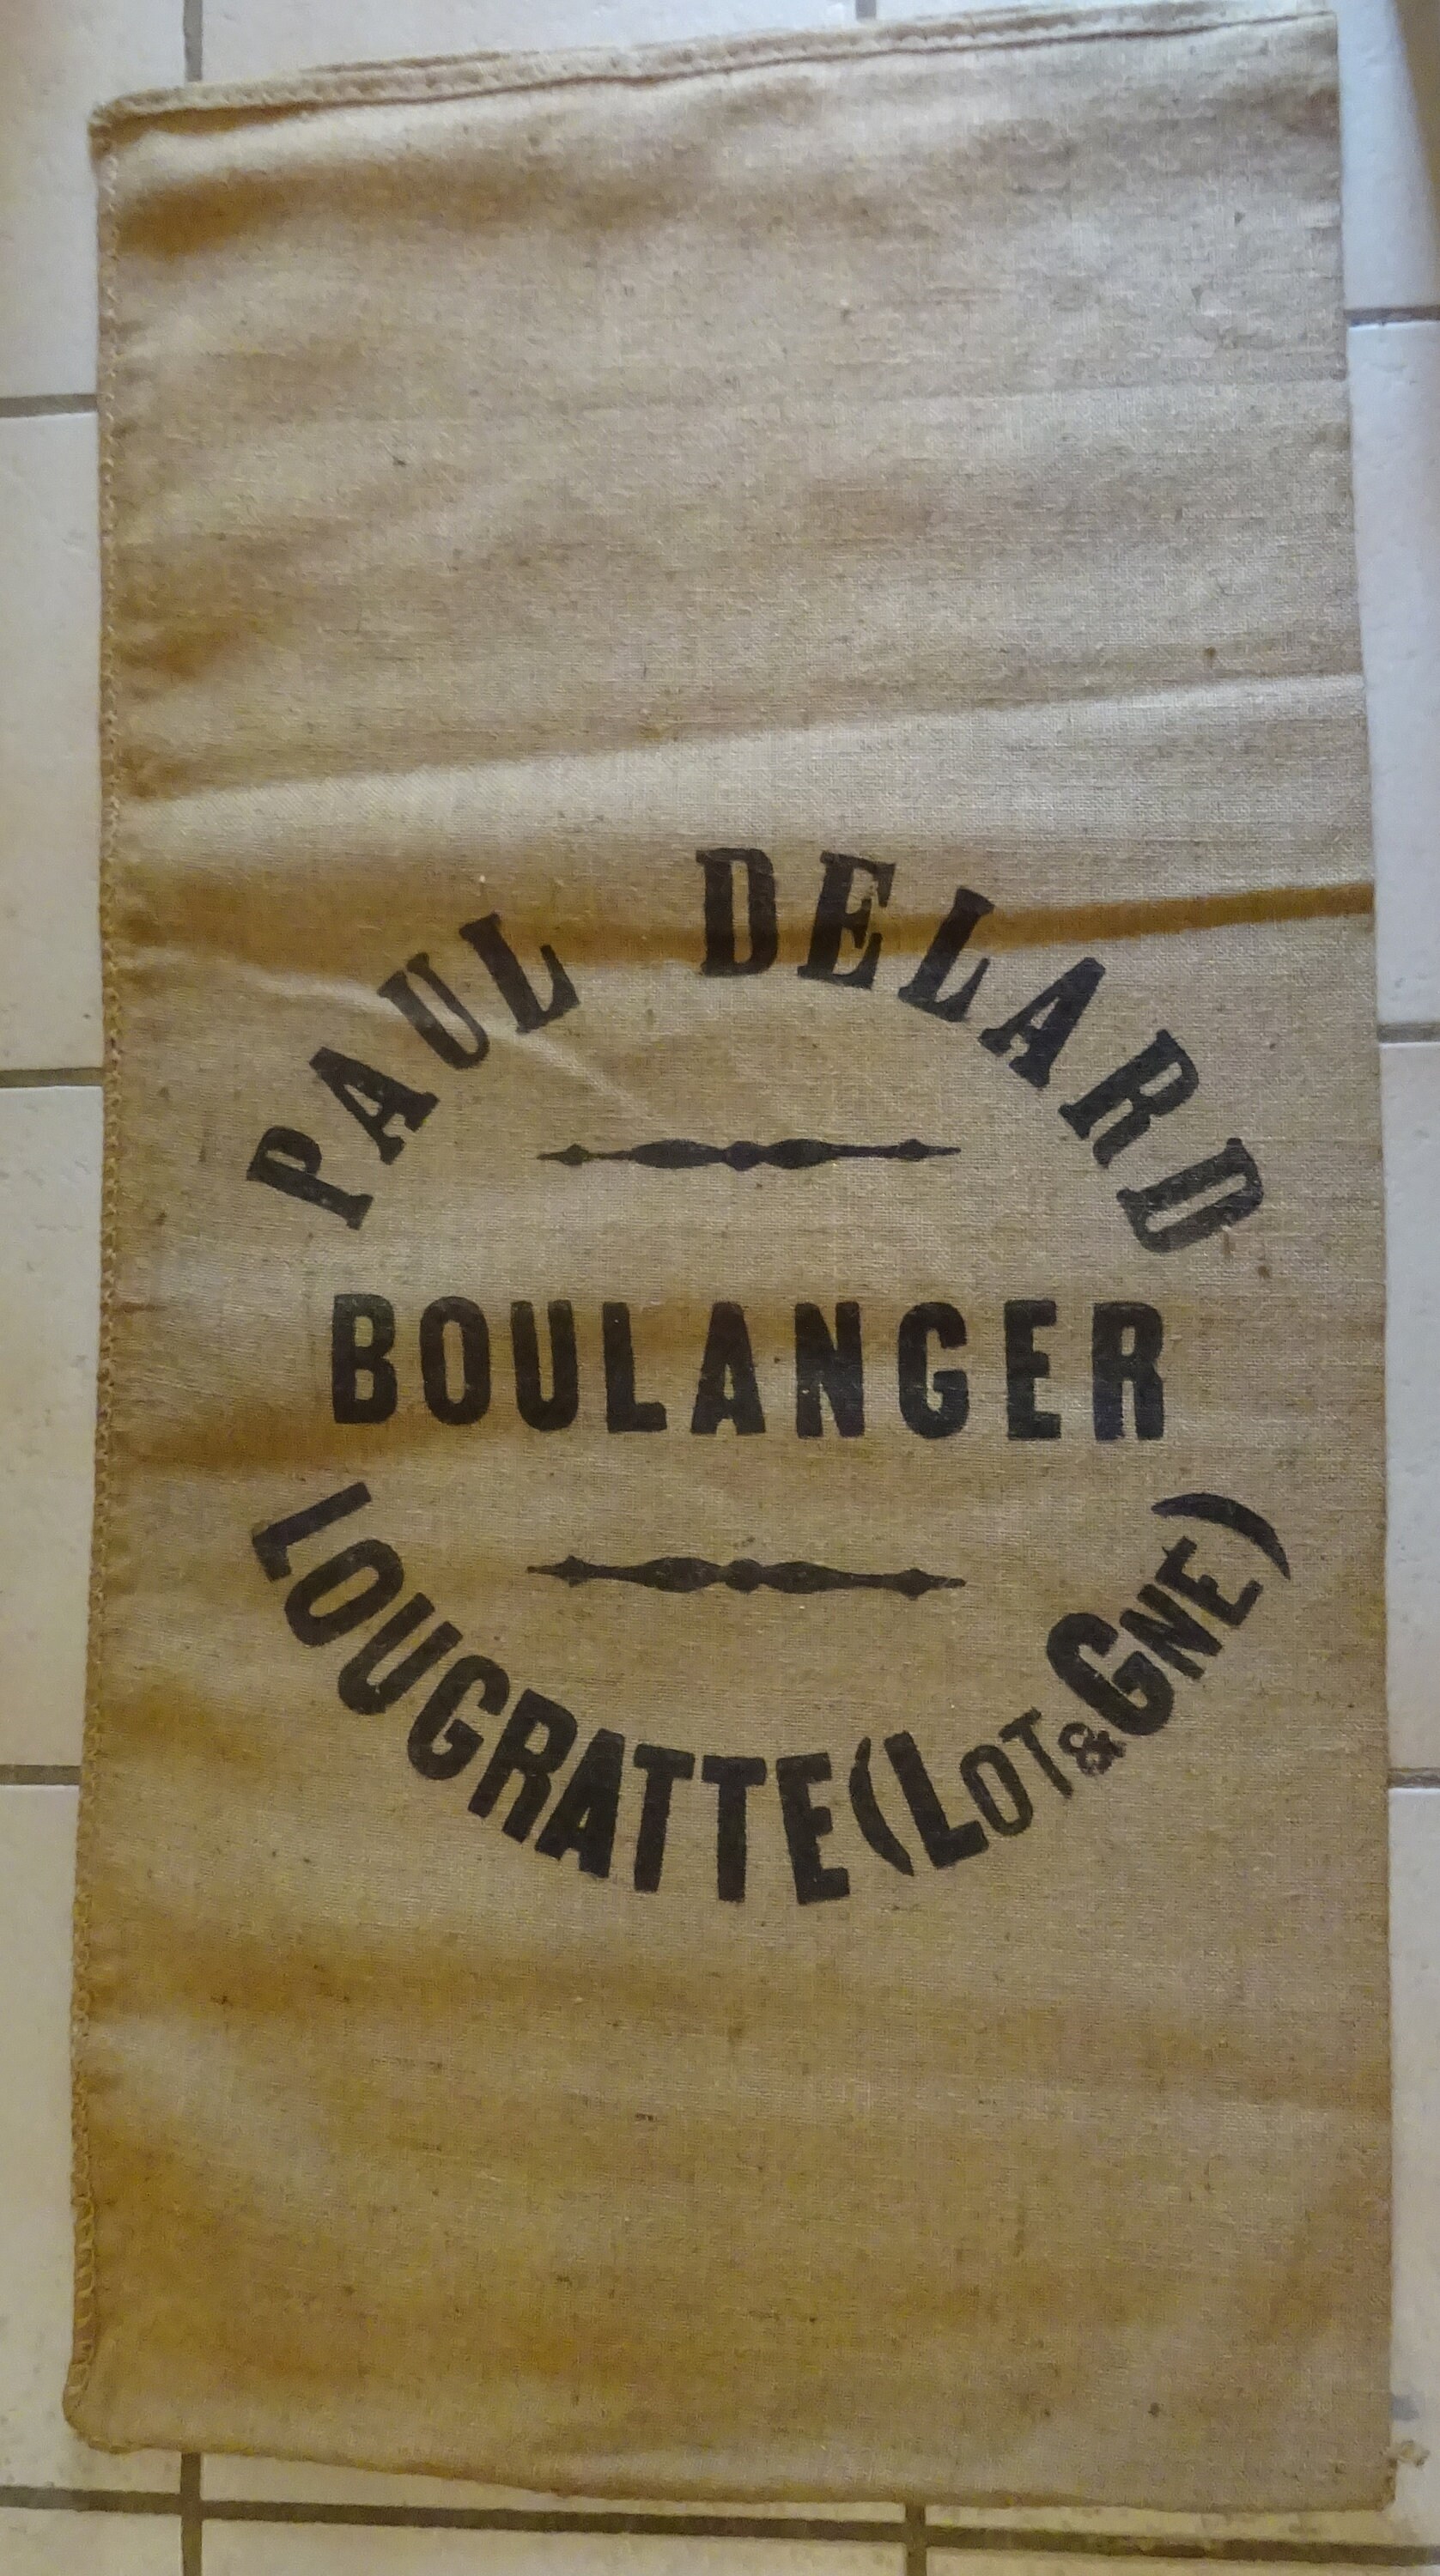 PAUL DELARD
BOULANGER
LOUGRATTE (LOT & GNE)